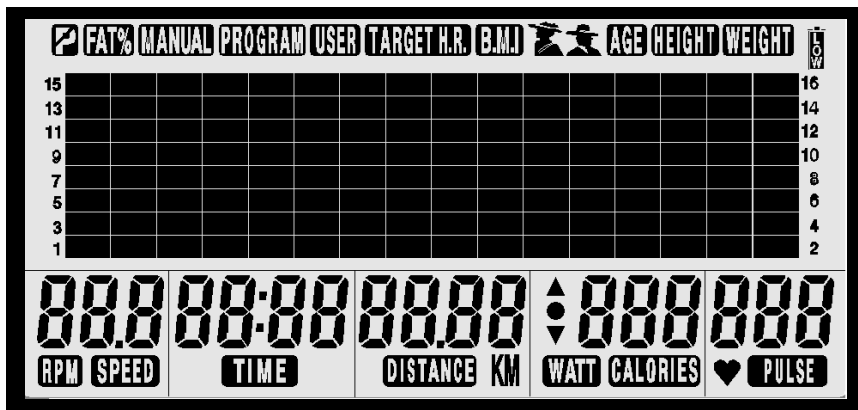 P FAT% MANUAL PROGRAM USER TARGET H.R. B.M.I AGE HEIGHT WEIGHT LOW
15 16
13 14
11 12
9 10
7 8
5 6
3 4
1 2
88.8 88:88 88.88 888 888
RPM SPEED TIME DISTANCE KM WATT CALORIES PULSE